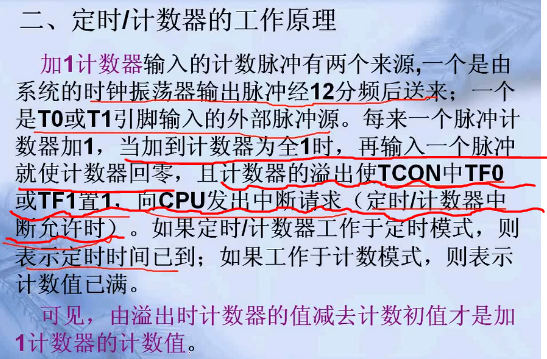 二、定时/计数器的工作原理
加1计数器输入的计数脉冲有两个来源,一个是由
系统的时钟振荡器输出脉冲经12分频后送来；一个
是T0或T1引脚输入的外部脉冲源。每来一个脉冲计
数器加1，当加到计数器为全1时，再输入一个脉冲
就使计数器回零，且计数器的溢出使TCON中TF0
或TF1置1，向CPU发出中断请求（定时/计数器中
断允许时）。如果定时/计数器工作于定时模式，则
表示定时时间已到；如果工作于计数模式，则表示
计数值已满。
可见，由溢出时计数器的值减去计数初值才是加
1计数器的计数值。